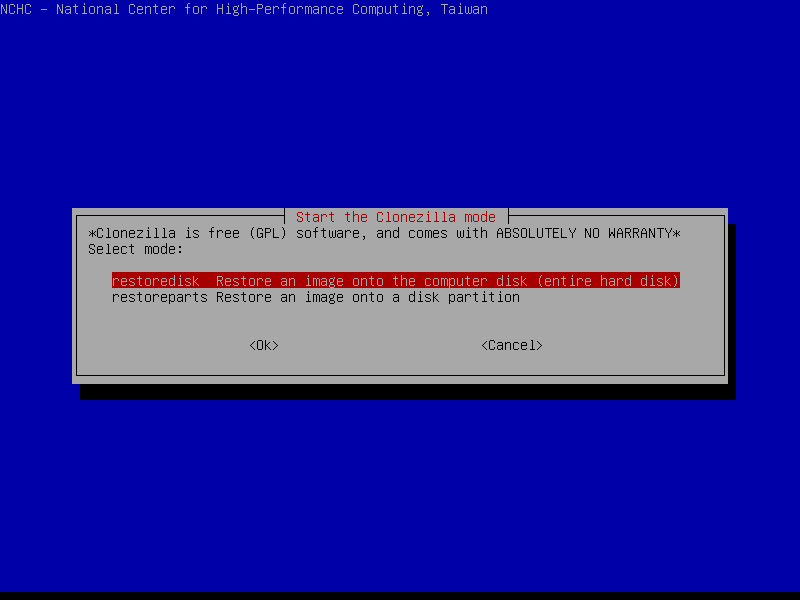 NCHC - National Center for High-Performance Computing, Taiwan
Start the Clonezilla mode
*Clonezilla is free (GPL) software, and comes with ABSOLUTELY NO WARRANTY*
Select mode:
restoredisk Restore an image onto the computer disk (entire hard disk)
restoreparts Restore an image onto a disk partition
<Ok> <Cancel>